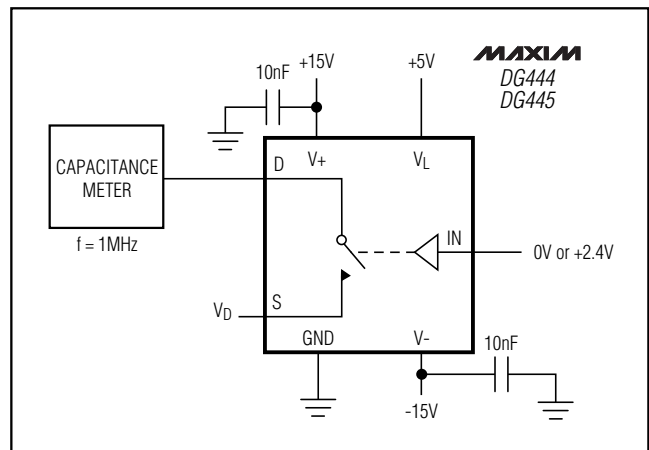 MAXIM
DG444
DG445
+15V
+5V
10nF
D
V+
VL
CAPACITANCE
METER
f = 1MHz
IN
0V or +2.4V
VD
S
GND
V-
10nF
-15V